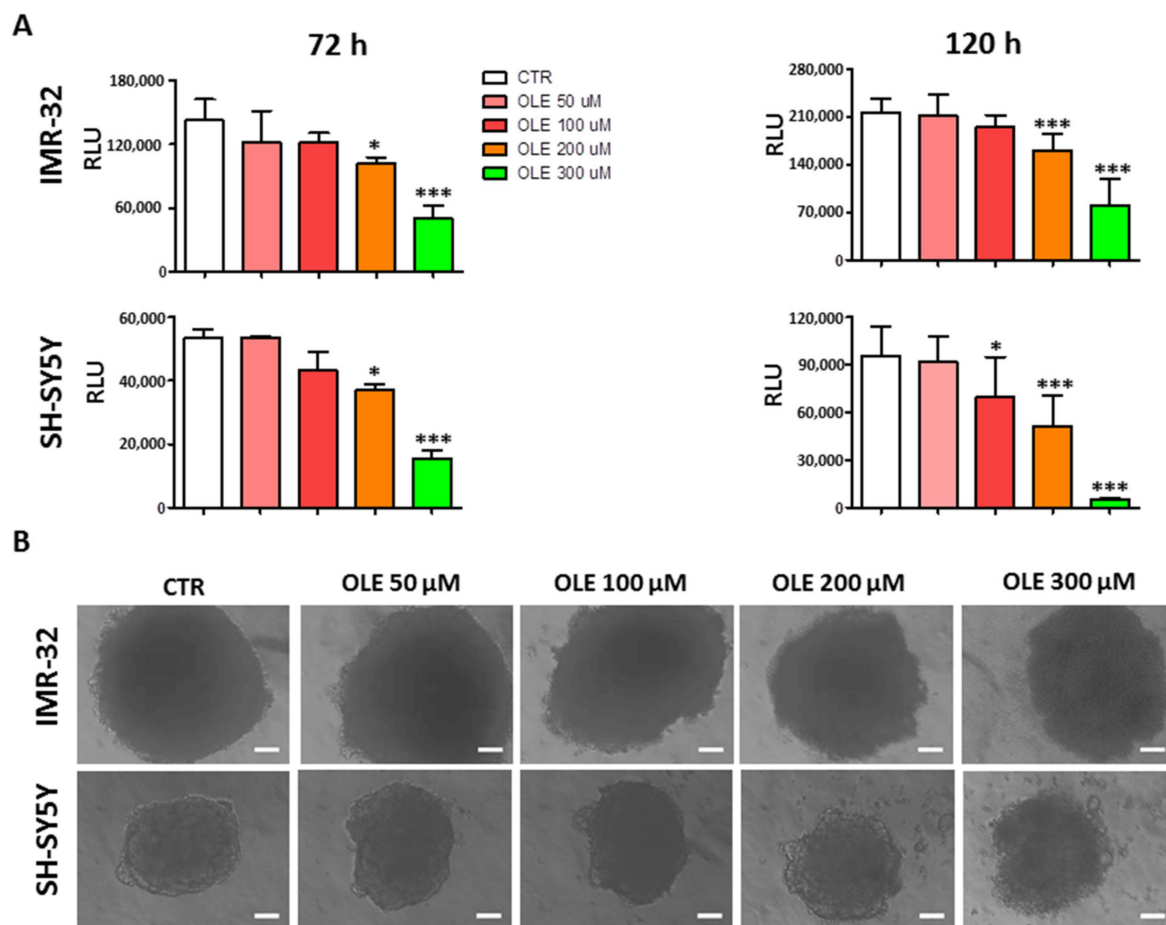 A
72 h
120 h
IMR-32
RLU
180,000
120,000
60,000
0
*
***
CTR
OLE 50 uM
OLE 100 uM
OLE 200 uM
OLE 300 uM
RLU
280,000
210,000
140,000
70,000
0
***
***
SH-SY5Y
RLU
60,000
40,000
20,000
0
*
***
RLU
120,000
90,000
60,000
30,000
0
*
***
***
B
CTR
OLE 50 µM
OLE 100 µM
OLE 200 µM
OLE 300 µM
IMR-32
SH-SY5Y